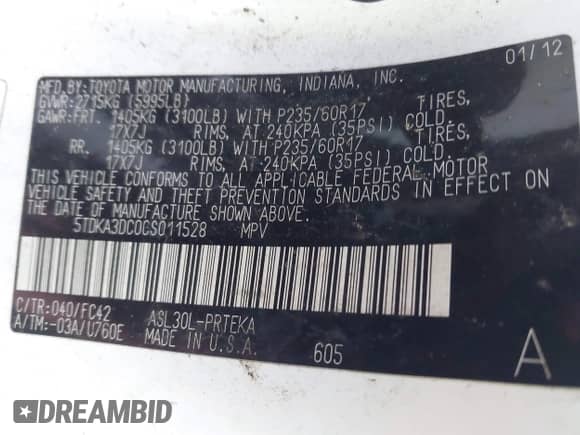 MFD.BY:TOYOTA MOTOR MANUFACTURING, INDIANA, INC. 01/12
GVWR:2715KG (5995LB)
GAWR:FRT. 1405KG (3100LB) WITH P235/60R17 TIRES,
17X7J RIMS, AT 240KPA (35PSI) COLD.
RR. 1405KG (3100LB) WITH P235/60R17 TIRES,
17X7J RIMS, AT 240KPA (35PSI) COLD.
THIS VEHICLE CONFORMS TO ALL APPLICABLE FEDERAL MOTOR
VEHICLE SAFETY AND THEFT PREVENTION STANDARDS IN EFFECT ON
THE DATE OF MANUFACTURE SHOWN ABOVE.
5TDKA3DC0CS011528 MPV
C/TR:040/FC42 ASL30L-PRTEKA
A/TM:-03A/U760E MADE IN U.S.A. 605 A
DREAMBID